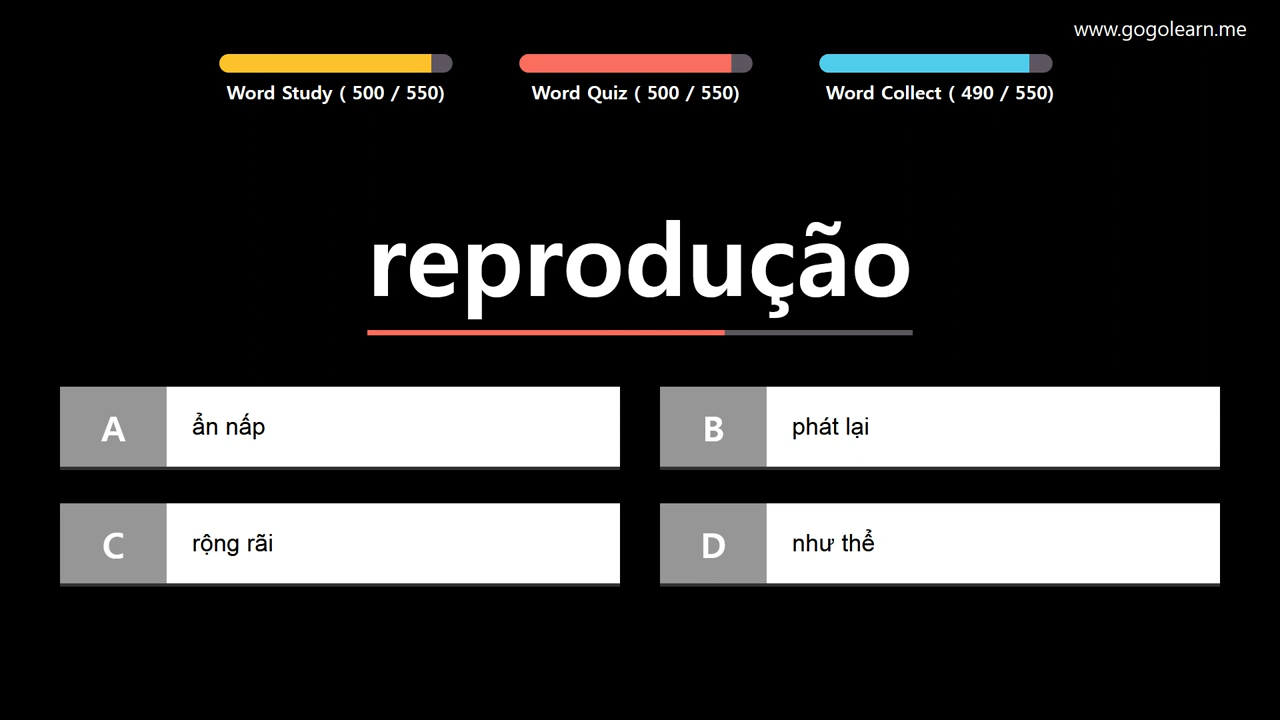 www.gogolearn.me
Word Study ( 500 / 550)
Word Quiz ( 500 / 550)
Word Collect ( 490 / 550)
reprodução
A ẩn nấp
B phát lại
C rộng rãi
D như thể